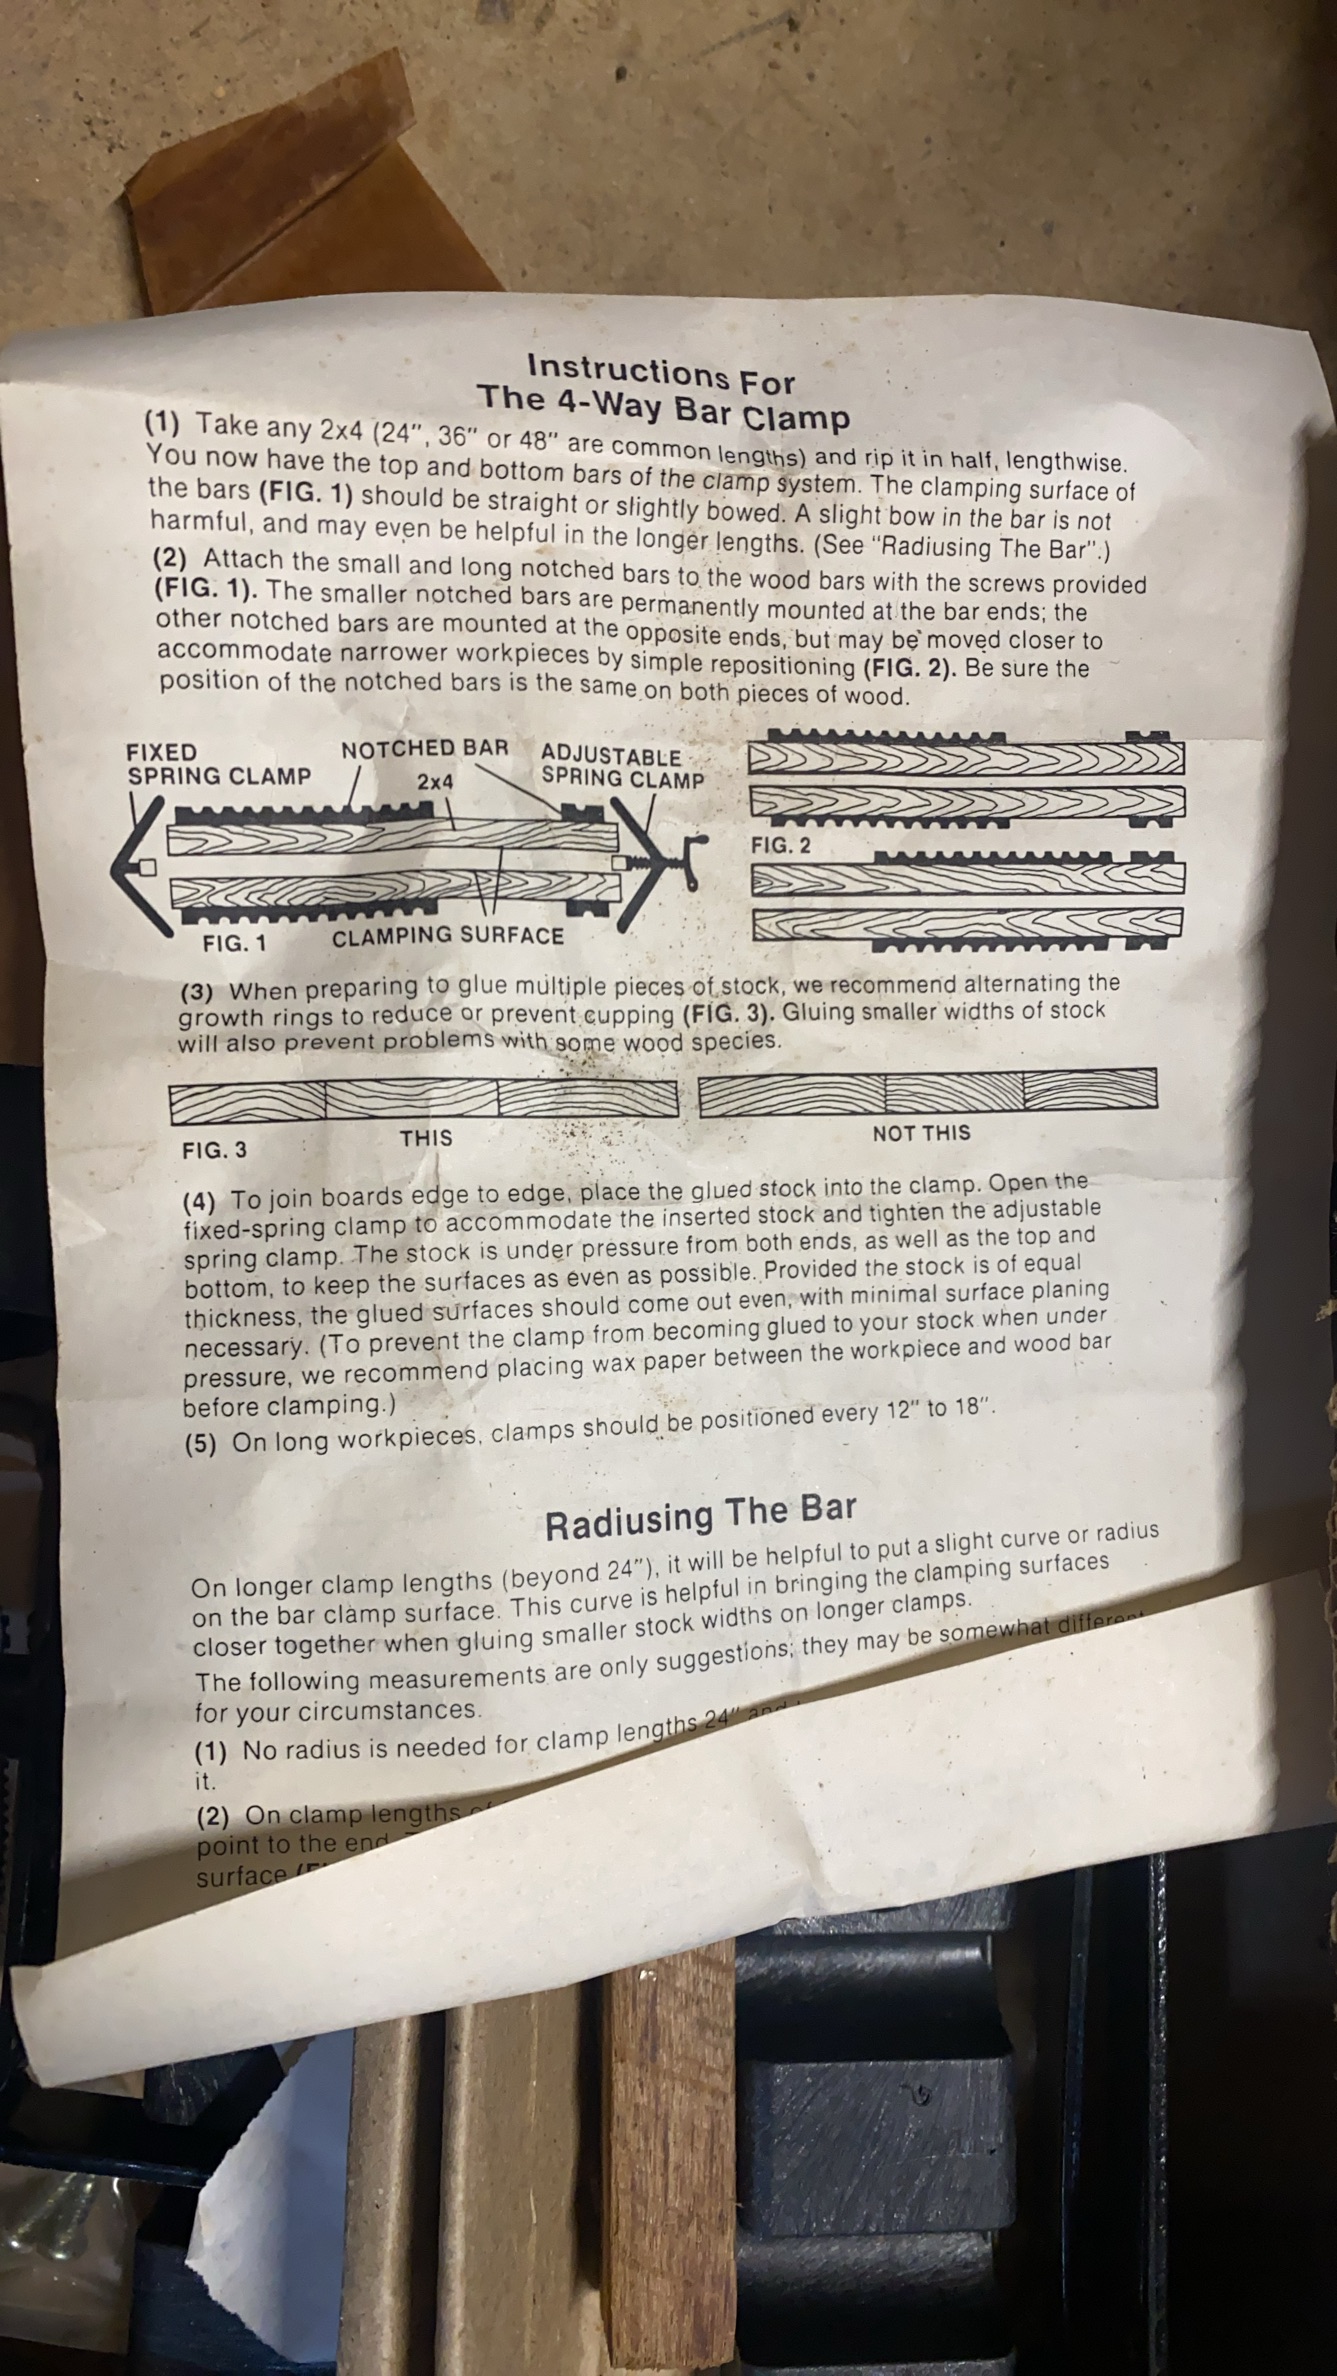 Instructions For
The 4-Way Bar Clamp
(1) Take any 2x4 (24", 36" or 48" are common lengths) and rip it in half, lengthwise.
You now have the top and bottom bars of the clamp system. The clamping surface of
the bars (FIG. 1) should be straight or slightly bowed. A slight bow in the bar is not
harmful, and may even be helpful in the longer lengths. (See "Radiusing The Bar".)
(2) Attach the small and long notched bars to the wood bars with the screws provided
(FIG. 1). The smaller notched bars are permanently mounted at the bar ends; the
other notched bars are mounted at the opposite ends, but may be moved closer to
accommodate narrower workpieces by simple repositioning (FIG. 2). Be sure the
position of the notched bars is the same on both pieces of wood.
FIXED
SPRING CLAMP
NOTCHED BAR
2x4
ADJUSTABLE
SPRING CLAMP
FIG. 1
CLAMPING SURFACE
FIG. 2
(3) When preparing to glue multiple pieces of stock, we recommend alternating the
growth rings to reduce or prevent cupping (FIG. 3). Gluing smaller widths of stock
will also prevent problems with some wood species.
FIG. 3
THIS
NOT THIS
(4) To join boards edge to edge, place the glued stock into the clamp. Open the
fixed-spring clamp to accommodate the inserted stock and tighten the adjustable
spring clamp. The stock is under pressure from both ends, as well as the top and
bottom, to keep the surfaces as even as possible. Provided the stock is of equal
thickness, the glued surfaces should come out even, with minimal surface planing
necessary. (To prevent the clamp from becoming glued to your stock when under
pressure, we recommend placing wax paper between the workpiece and wood bar
before clamping.)
(5) On long workpieces, clamps should be positioned every 12" to 18".
Radiusing The Bar
On longer clamp lengths (beyond 24"), it will be helpful to put a slight curve or radius
on the bar clamp surface. This curve is helpful in bringing the clamping surfaces
closer together when gluing smaller stock widths on longer clamps.
The following measurements are only suggestions; they may be somewhat different
for your circumstances.
(1) No radius is needed for clamp lengths 24" and
it.
(2) On clamp lengths
point to the end.
surface